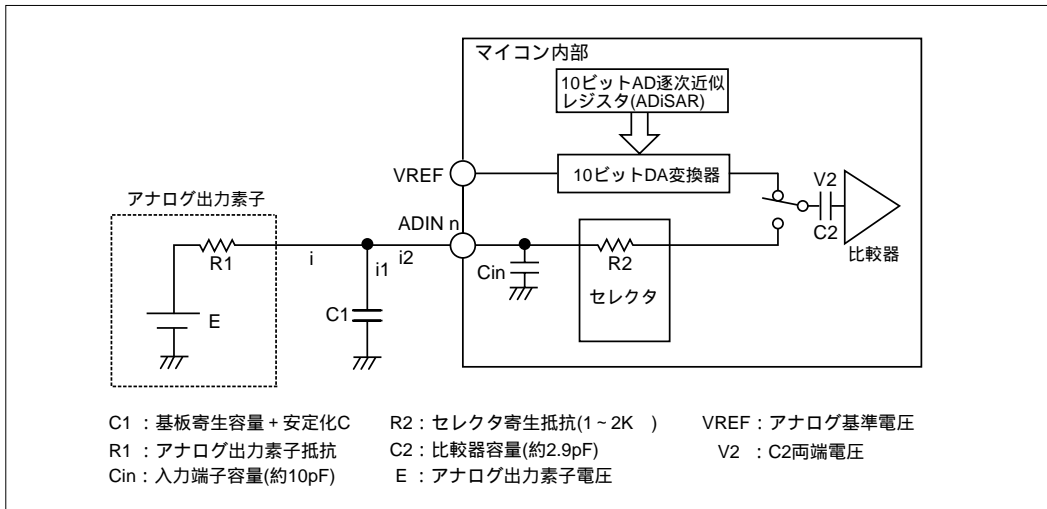 マイコン内部
10ビットAD逐次近似
レジスタ(ADiSAR)
VREF
10ビットDA変換器
V2
C2
比較器
アナログ出力素子
ADIN n
R1
i
i1
i2
Cin
R2
セレクタ
E
C1
C1 : 基板寄生容量 + 安定化C
R2 : セレクタ寄生抵抗(1 ~ 2K )
VREF : アナログ基準電圧
R1 : アナログ出力素子抵抗
C2 : 比較器容量(約2.9pF)
V2 : C2両端電圧
Cin : 入力端子容量(約10pF)
E : アナログ出力素子電圧